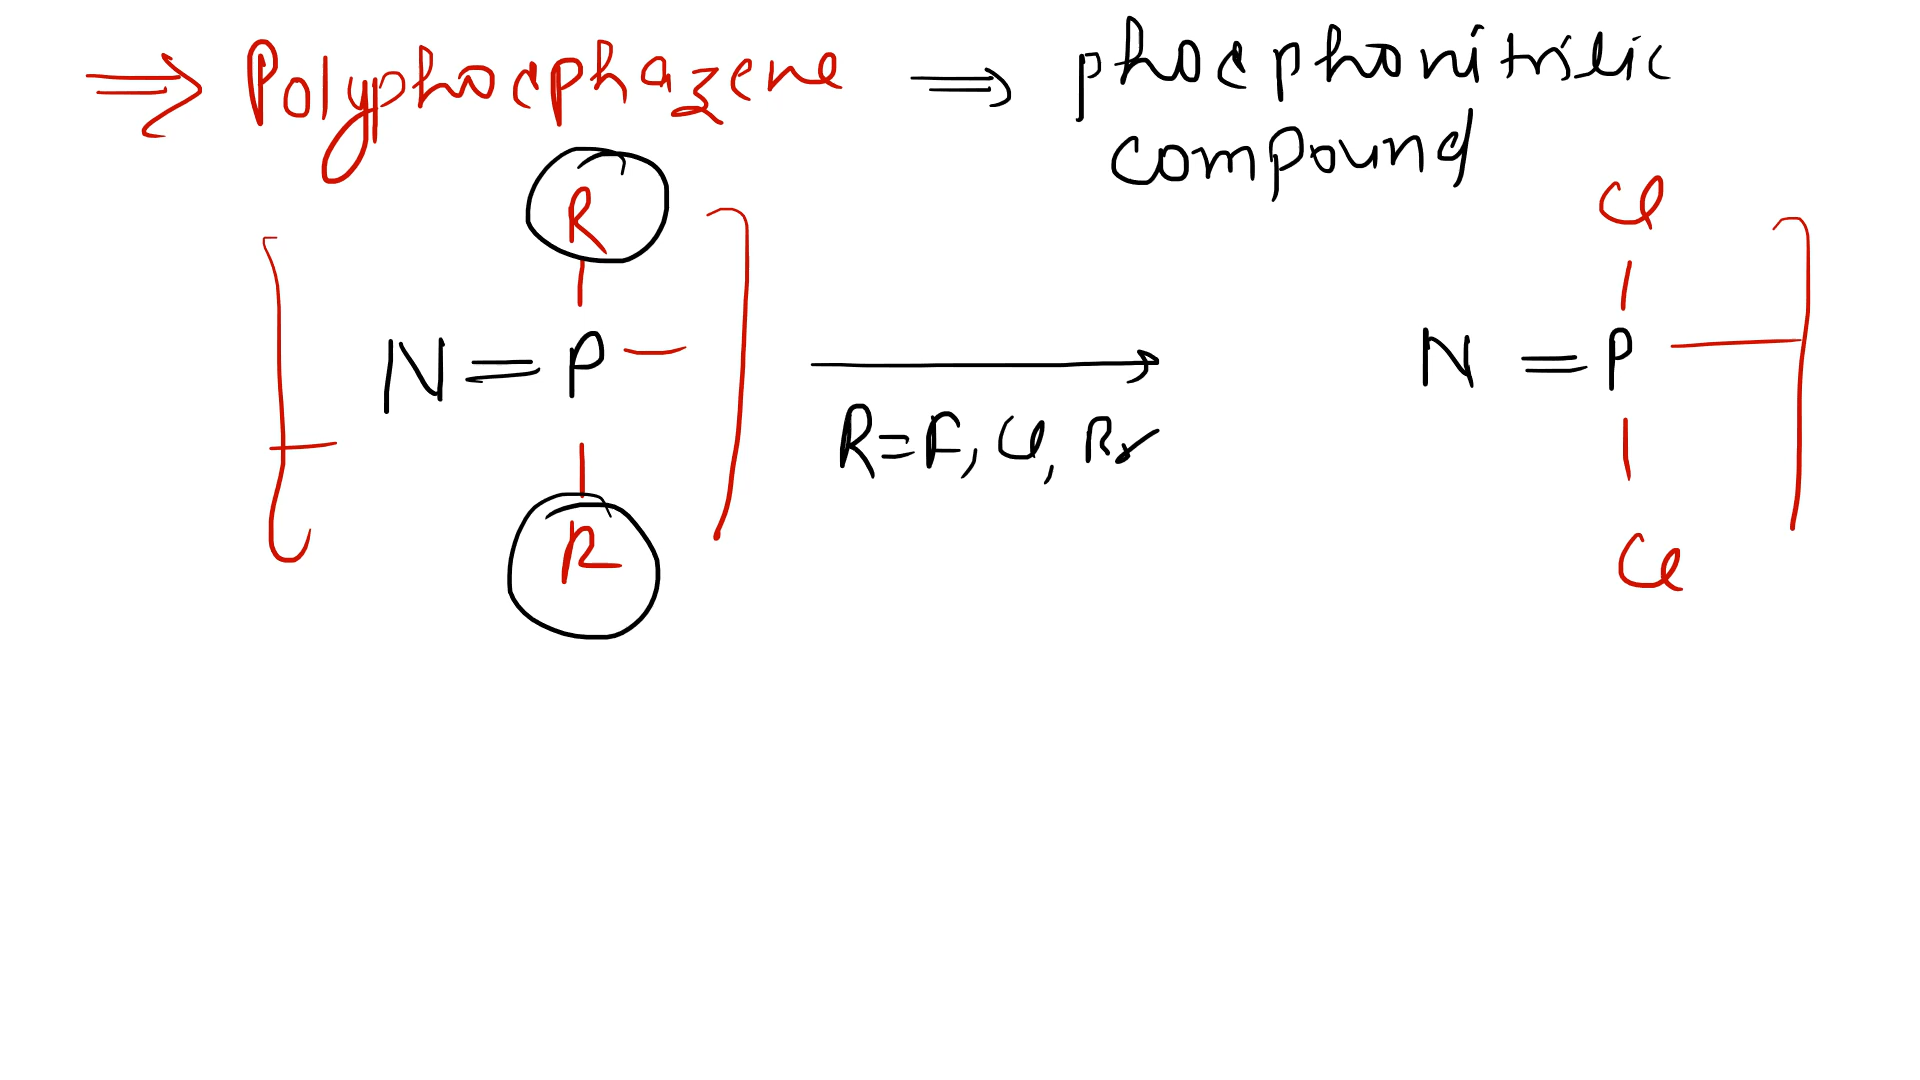 ⇒ Polyphosphazene ⇒ phosphonitrilic
compound
R Cl
N=P- → N=P-
R=F, Cl, Br
R Cl